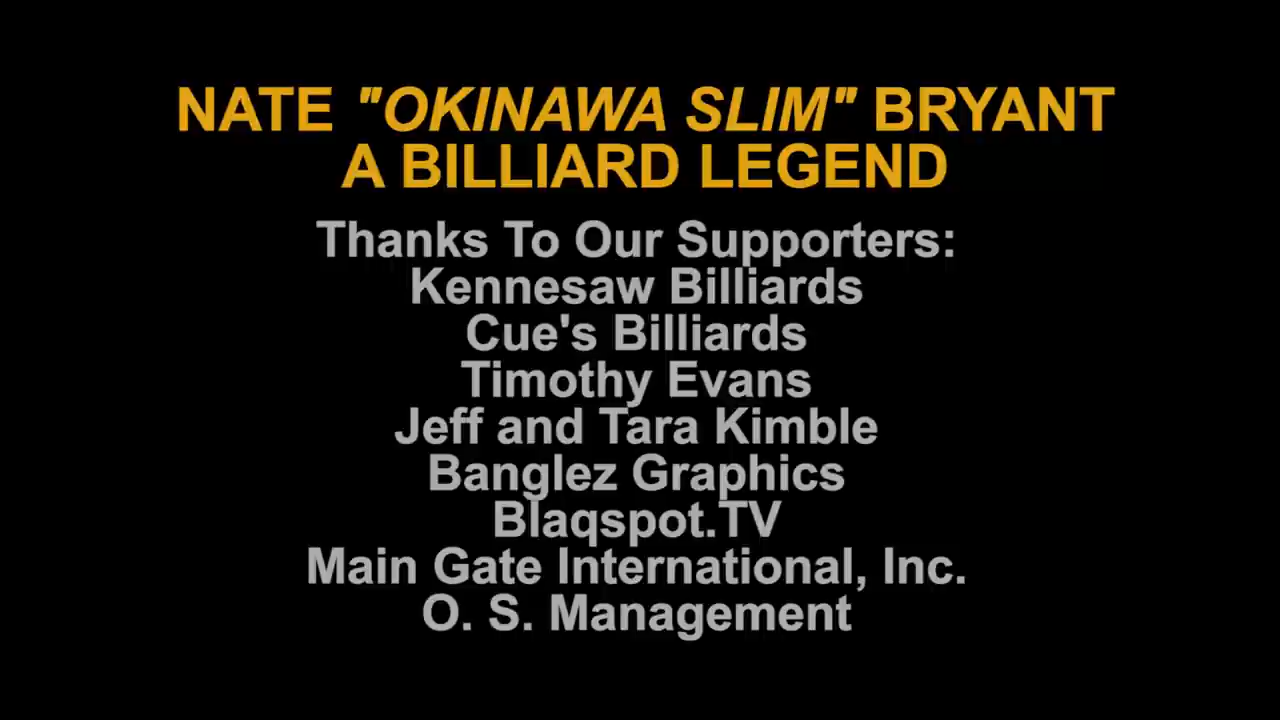 NATE "OKINAWA SLIM" BRYANT
A BILLIARD LEGEND
Thanks To Our Supporters:
Kennesaw Billiards
Cue's Billiards
Timothy Evans
Jeff and Tara Kimble
Banglez Graphics
Blaqspot.TV
Main Gate International, Inc.
O. S. Management